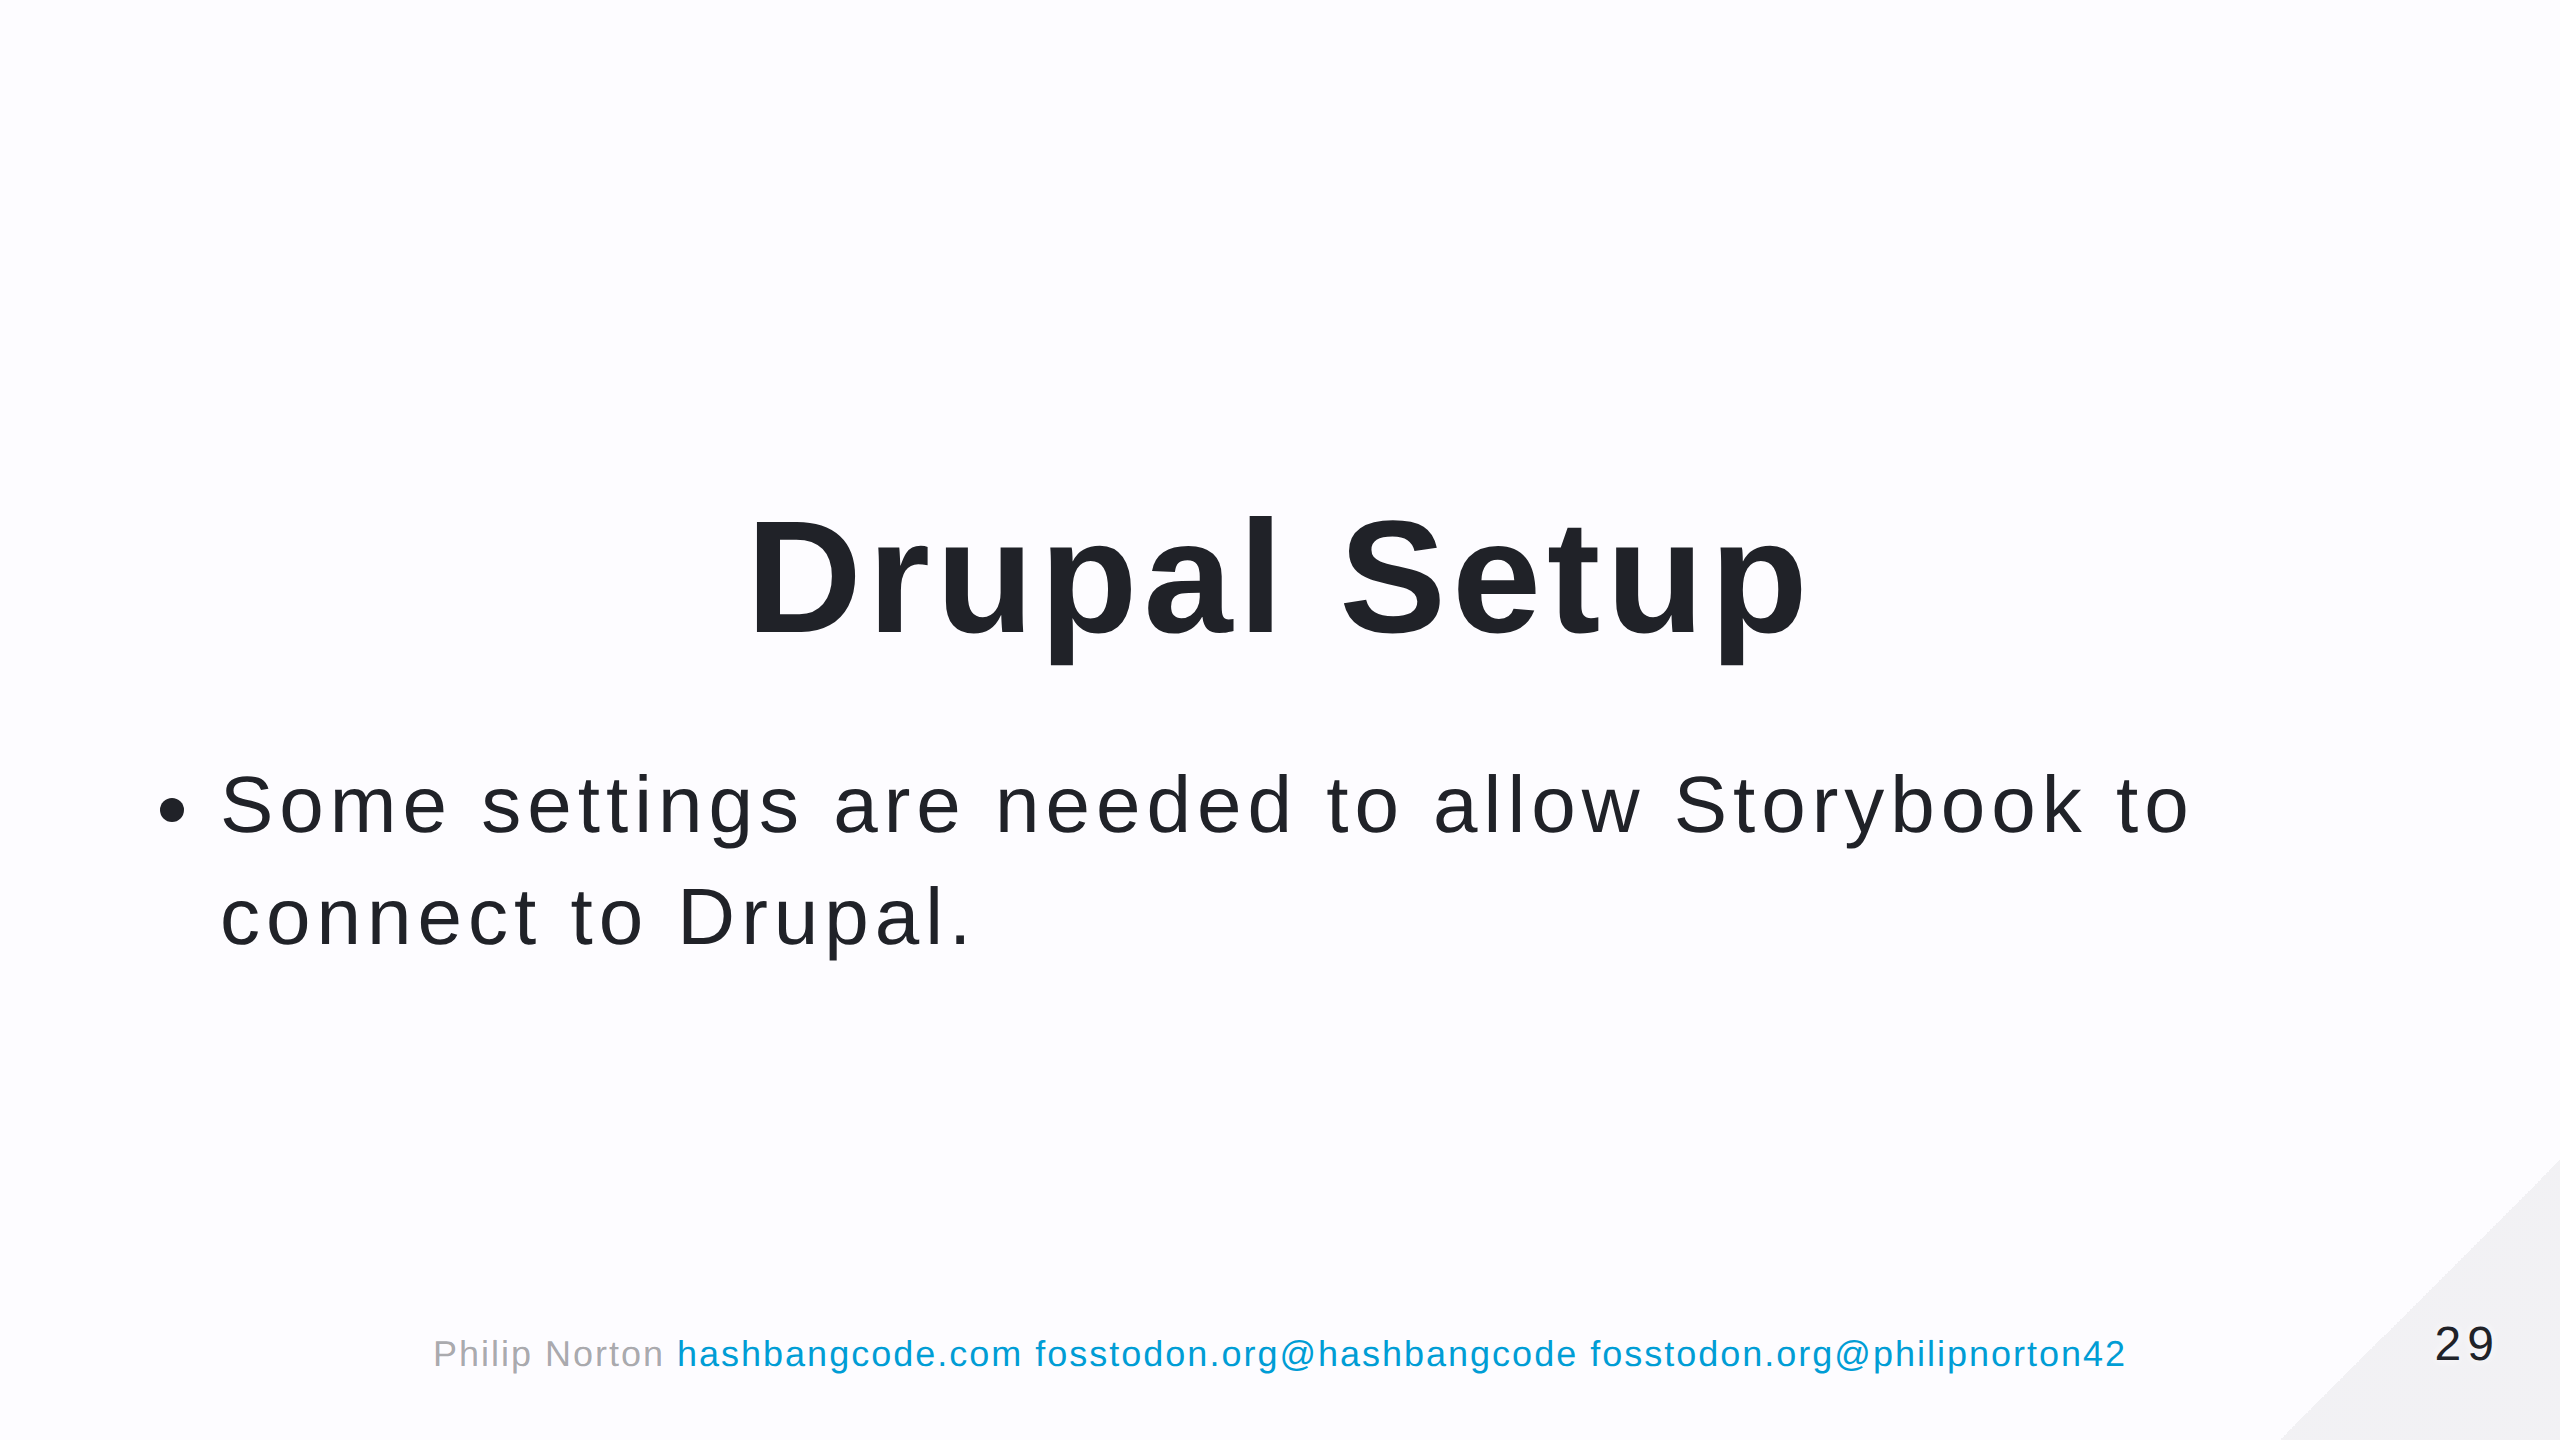 Drupal Setup
• Some settings are needed to allow Storybook to
connect to Drupal.
Philip Norton hashbangcode.com fosstodon.org@hashbangcode fosstodon.org@philipnorton42
29